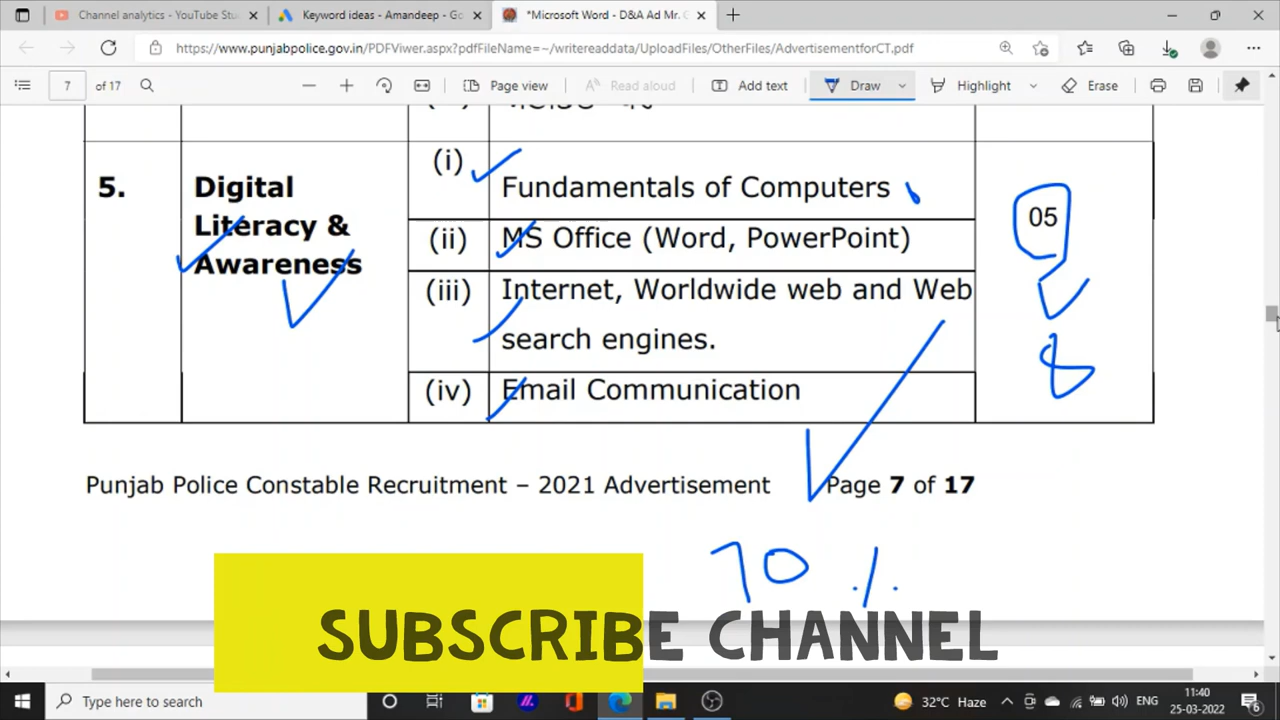 Channel analytics - YouTube Stu
Keyword ideas - Amandeep - Go
*Microsoft Word - D&A Ad Mr.
https://www.punjabpolice.gov.in/PDFViwer.aspx?pdfFileName=~/writereaddata/UploadFiles/OtherFiles/AdvertisementforCT.pdf
7 of 17
Page view
Read aloud
Add text
Draw
Highlight
Erase
(i)
5. Digital Literacy & Awareness
Fundamentals of Computers
05
(ii) MS Office (Word, PowerPoint)
(iii) Internet, Worldwide web and Web
search engines.
8
(iv) Email Communication
Punjab Police Constable Recruitment – 2021 Advertisement Page 7 of 17
70 %
SUBSCRIBE CHANNEL
Type here to search
32°C Haze
ENG
11:40
25-03-2022
6